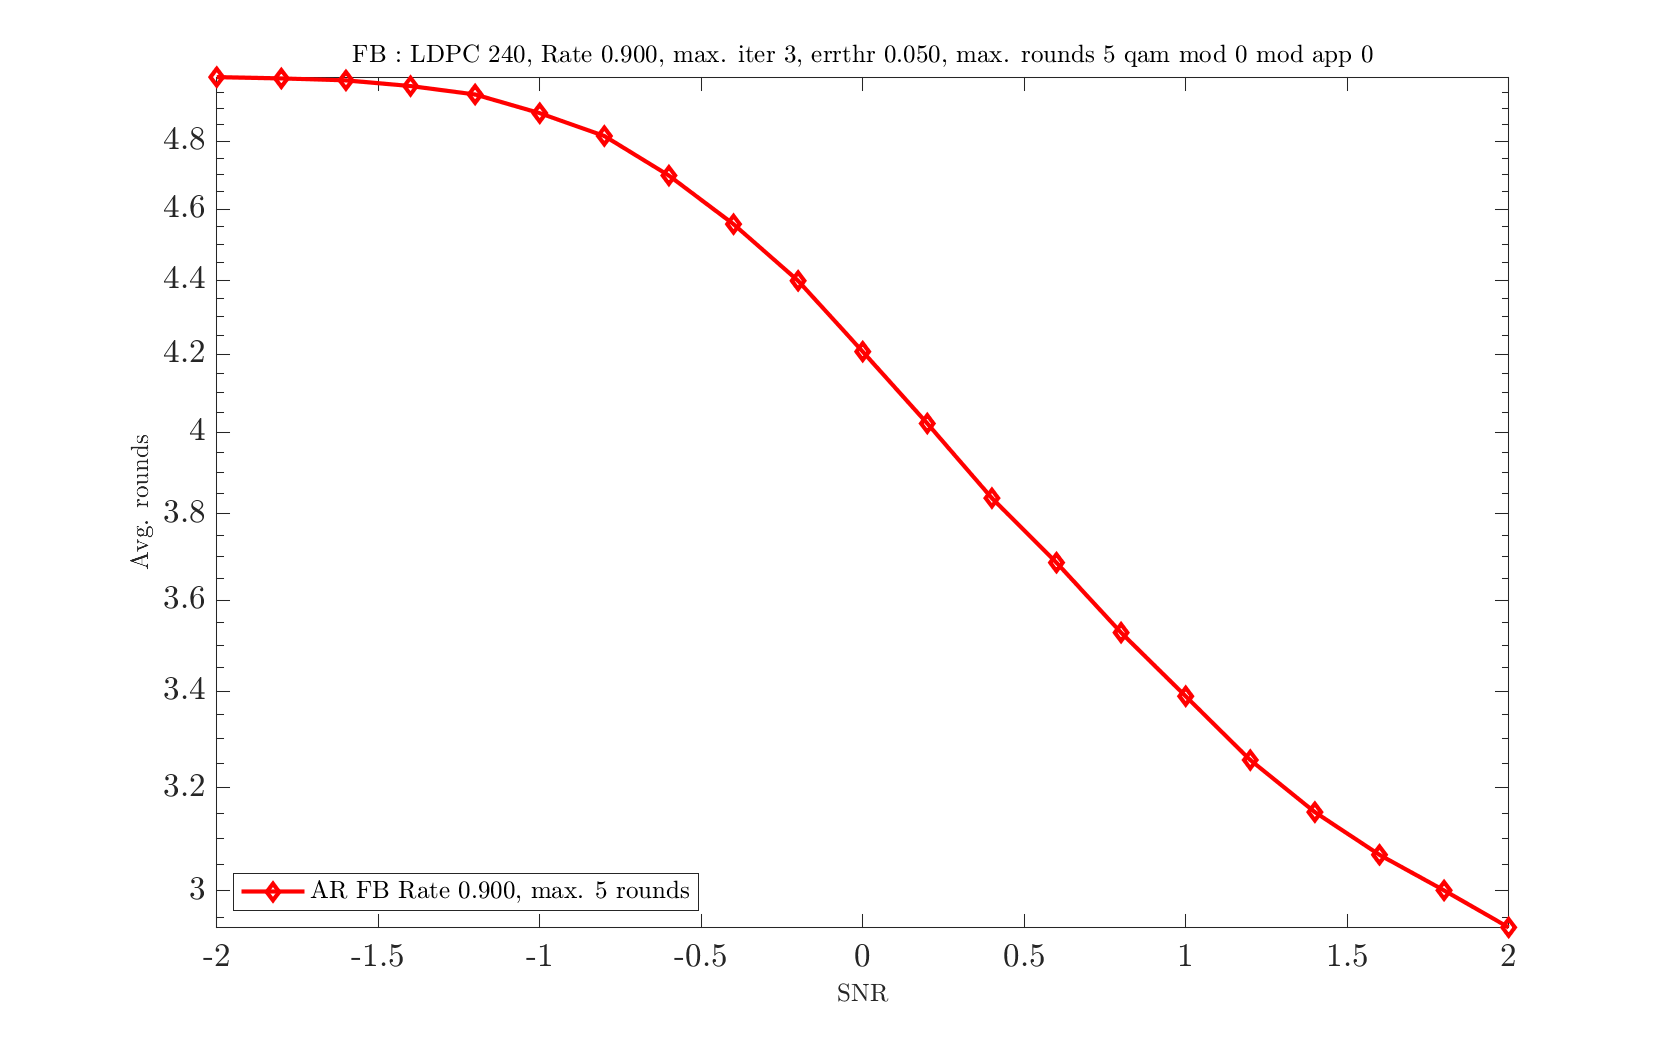 FB : LDPC 240, Rate 0.900, max. iter 3, errthr 0.050, max. rounds 5 qam mod 0 mod app 0
4.8
4.6
4.4
4.2
4
3.8
3.6
3.4
3.2
3
Avg. rounds
AR FB Rate 0.900, max. 5 rounds
-2 -1.5 -1 -0.5 0 0.5 1 1.5 2
SNR